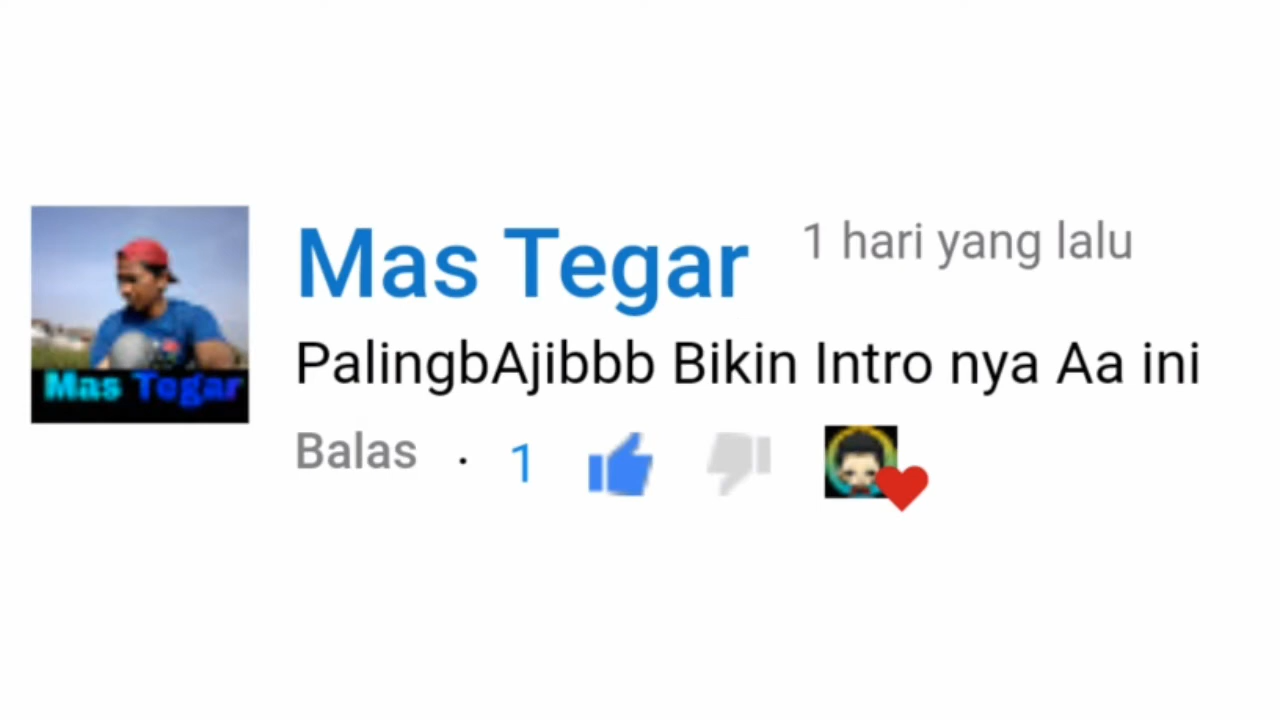 Mas Tegar 1 hari yang lalu
PalingbAjibbb Bikin Intro nya Aa ini
Mas Tegar
Balas . 1